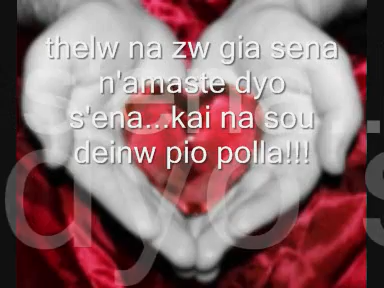 thelw na zw gia sena
n'amaste dyo
s'ena...kai na sou
deinw pio polla!!!